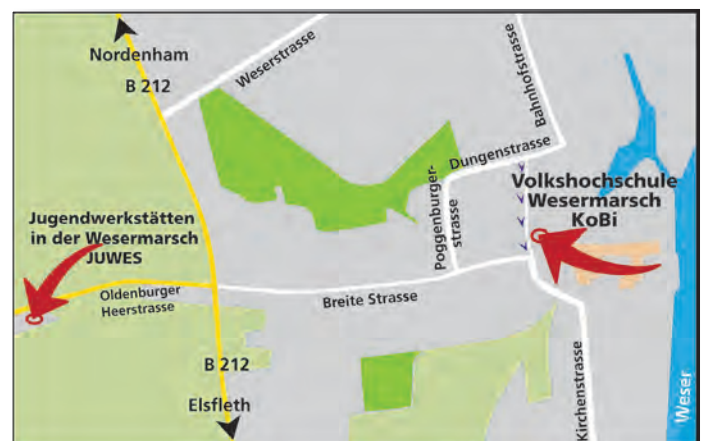 Nordenham
B 212
Weserstrasse
Bahnhofstrasse
Dungenstrasse
Volkshochschule
Wesermarsch
KoBi
Poggenburger-
strasse
Jugendwerkstätten
in der Wesermarsch
JUWES
Oldenburger
Heerstrasse
Breite Strasse
B 212
Elsfleth
Kirchenstrasse
Weser